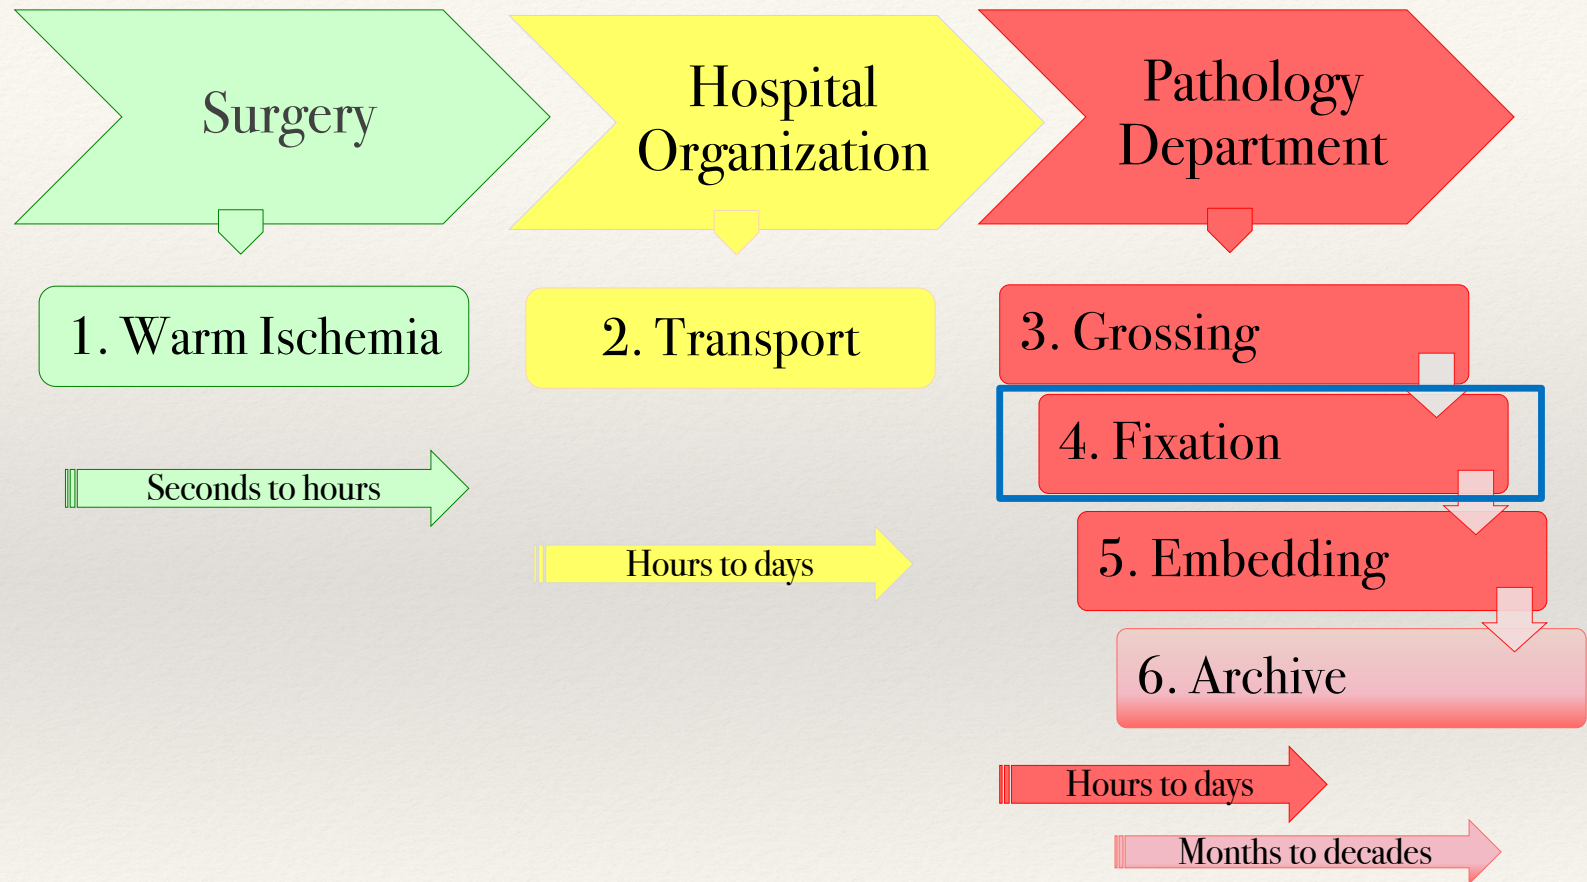 Surgery
Hospital
Organization
Pathology
Department
1. Warm Ischemia
2. Transport
3. Grossing
4. Fixation
5. Embedding
6. Archive
Seconds to hours
Hours to days
Hours to days
Months to decades